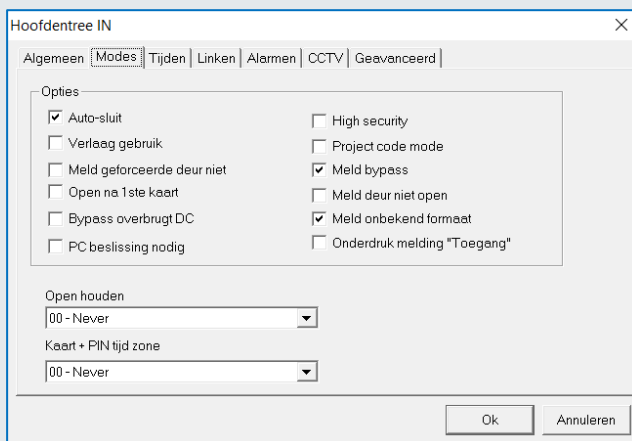 Hoofdentree IN
Algemeen Modes Tijden Linken Alarmen CCTV Geavanceerd
Opties
Auto-sluit
Verlaag gebruik
Meld geforceerde deur niet
Open na 1ste kaart
Bypass overbrugt DC
PC beslissing nodig
High security
Project code mode
Meld bypass
Meld deur niet open
Meld onbekend formaat
Onderdruk melding "Toegang"
Open houden
00 - Never
Kaart + PIN tijd zone
00 - Never
Ok Annuleren